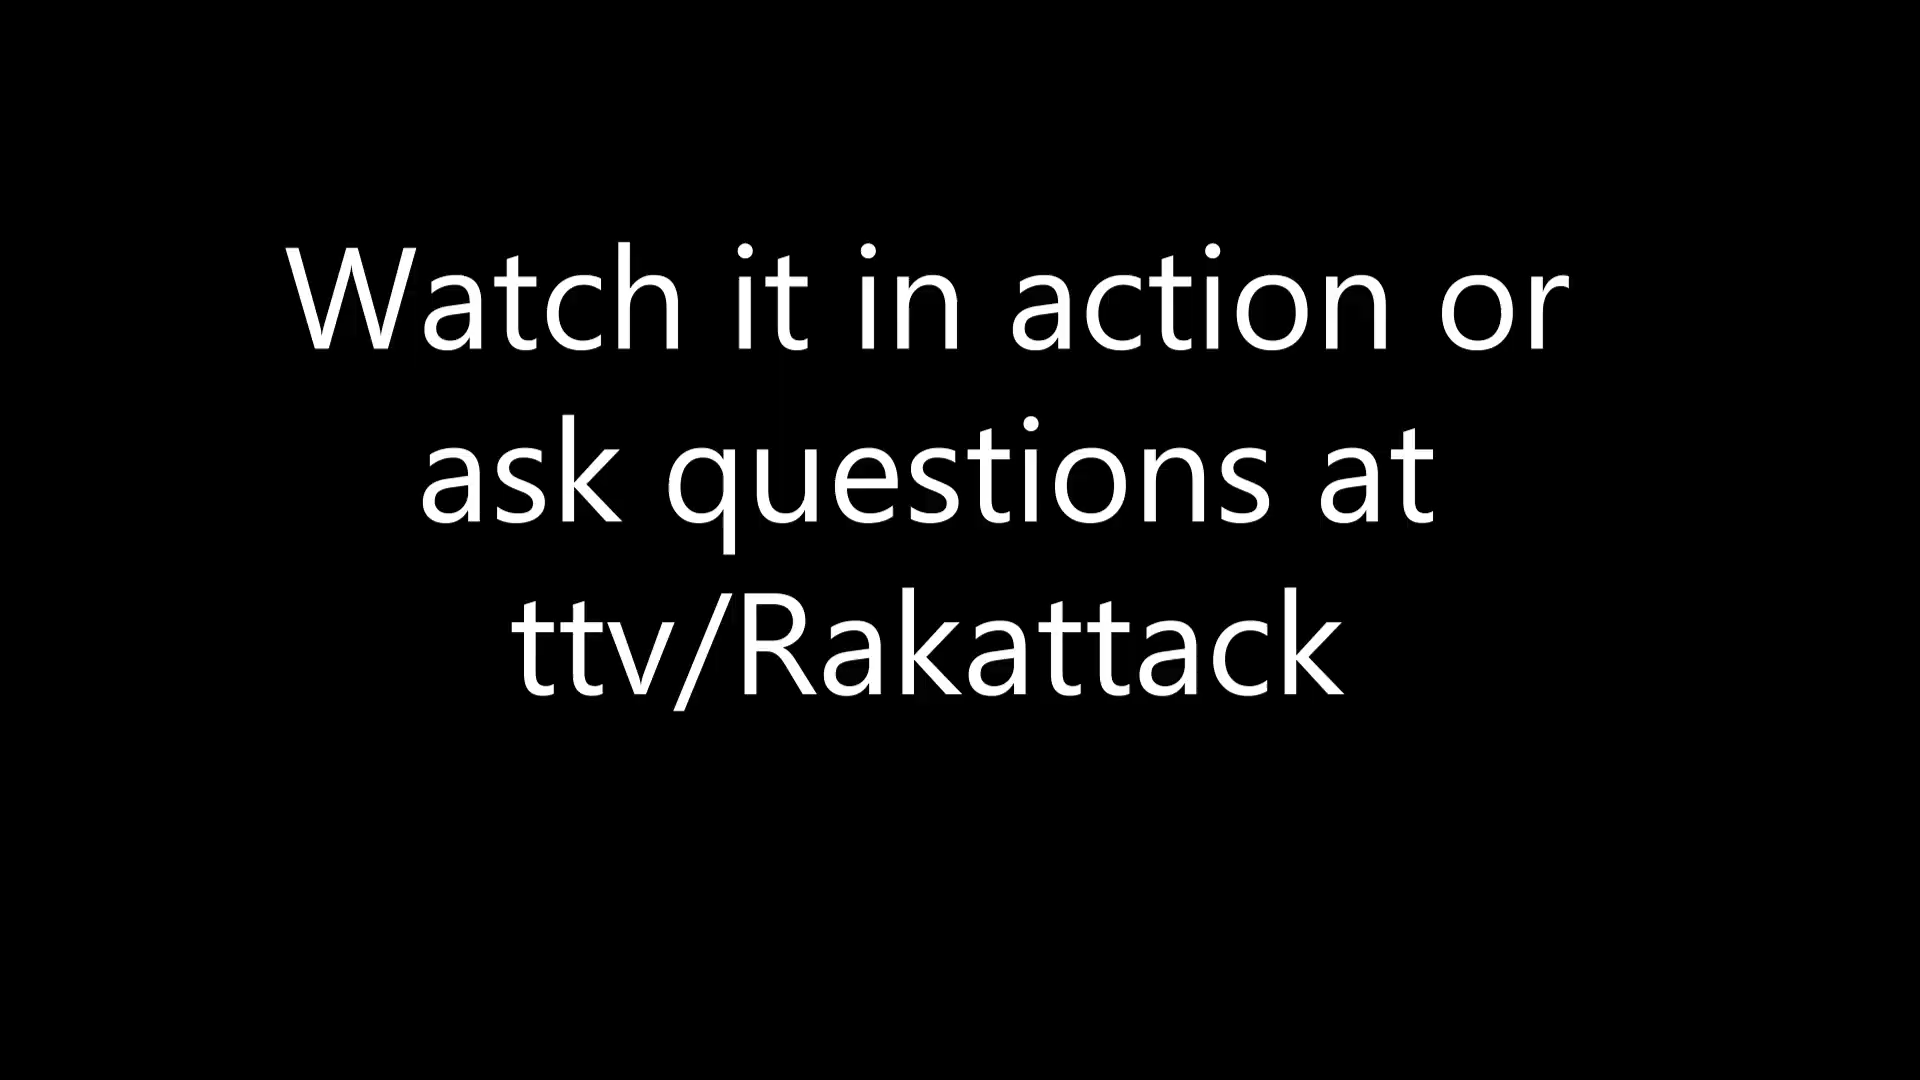 Watch it in action or
ask questions at
ttv/Rakattack